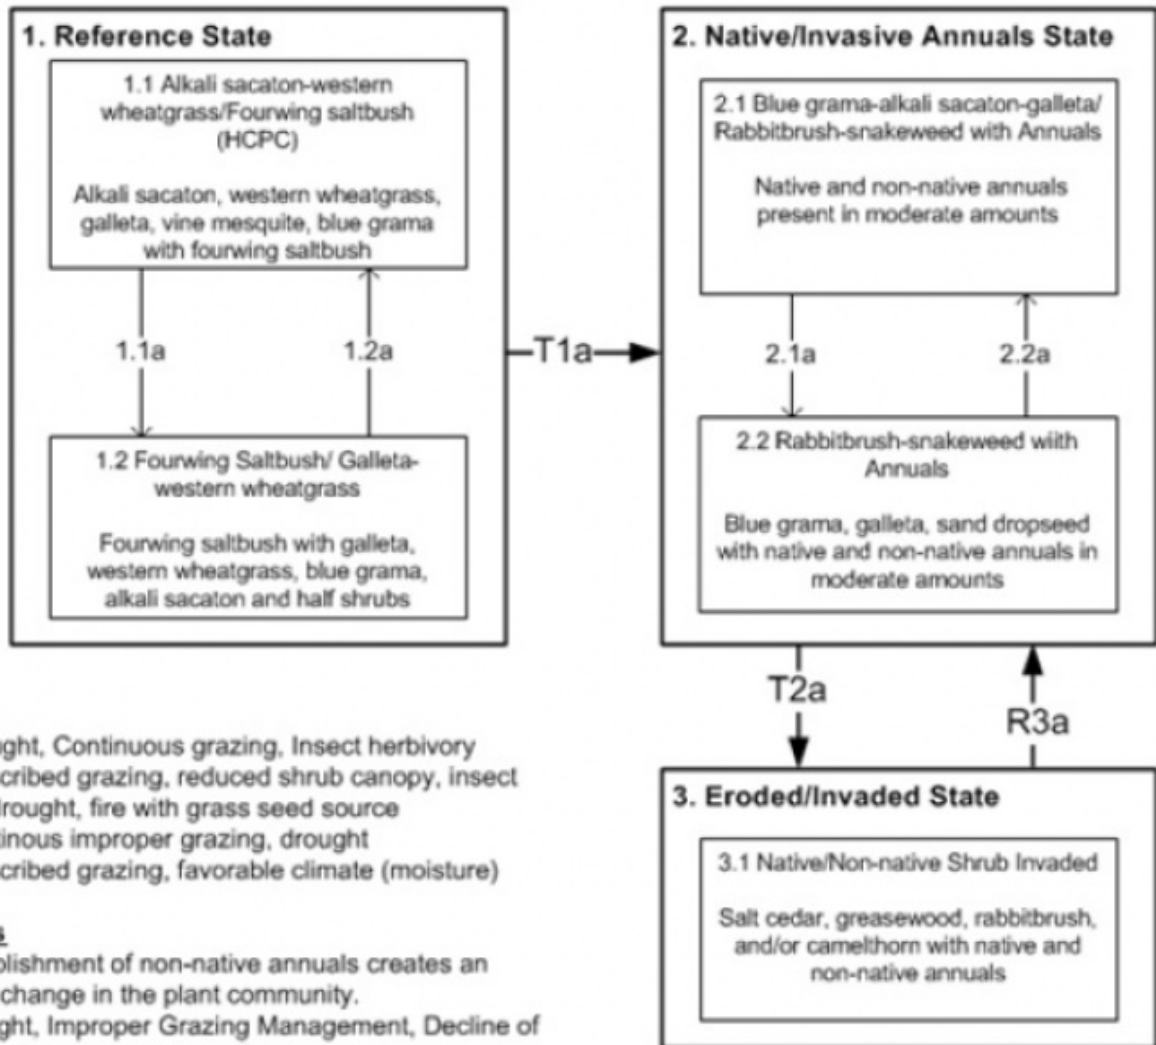 1. Reference State
1.1 Alkali sacaton-western
wheatgrass/Fourwing saltbush
(HCPC)
Alkali sacaton, western wheatgrass,
galleta, vine mesquite, blue grama
with fourwing saltbush
1.1a
1.2a
1.2 Fourwing Saltbush/ Galleta-
western wheatgrass
Fourwing saltbush with galleta,
western wheatgrass, blue grama,
alkali sacaton and half shrubs
T1a
2. Native/Invasive Annuals State
2.1 Blue grama-alkali sacaton-galleta/
Rabbitbrush-snakeweed with Annuals
Native and non-native annuals
present in moderate amounts
2.1a
2.2a
2.2 Rabbitbrush-snakeweed wiith
Annuals
Blue grama, galleta, sand dropseed
with native and non-native annuals in
moderate amounts
T2a
R3a
3. Eroded/Invaded State
3.1 Native/Non-native Shrub Invaded
Salt cedar, greasewood, rabbitbrush,
and/or camelthorn with native and
non-native annuals
ght, Continuous grazing, Insect herbivory
cribed grazing, reduced shrub canopy, insect
drought, fire with grass seed source
tinous improper grazing, drought
cribed grazing, favorable climate (moisture)
s
blishment of non-native annuals creates an
change in the plant community.
ght, Improper Grazing Management, Decline of